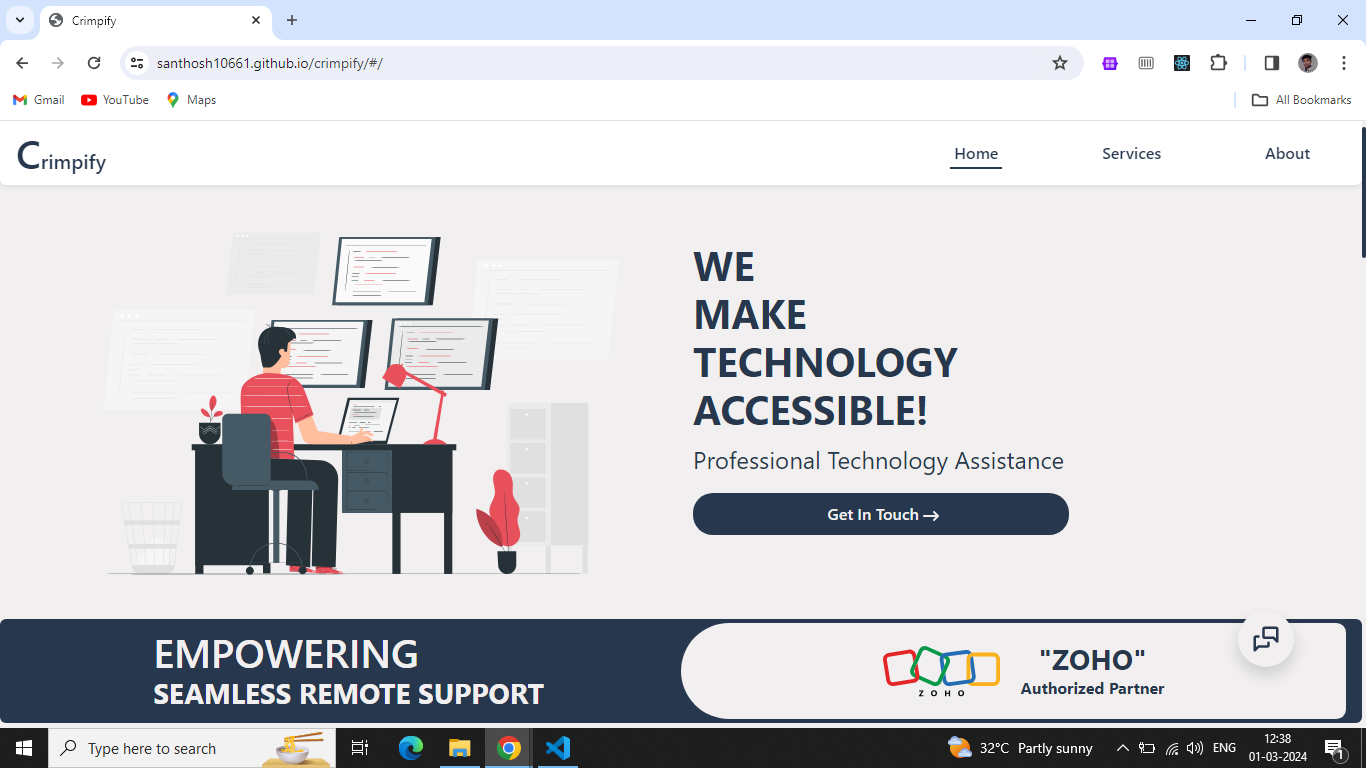 Crimpify
santhosh10661.github.io/crimpify/#/
Gmail
YouTube
Maps
All Bookmarks
Crimpify
Home
Services
About
WE
MAKE
TECHNOLOGY
ACCESSIBLE!
Professional Technology Assistance
Get In Touch →
EMPOWERING
SEAMLESS REMOTE SUPPORT
ZOHO
"ZOHO"
Authorized Partner
Type here to search
32°C Partly sunny
ENG
12:38
01-03-2024
1